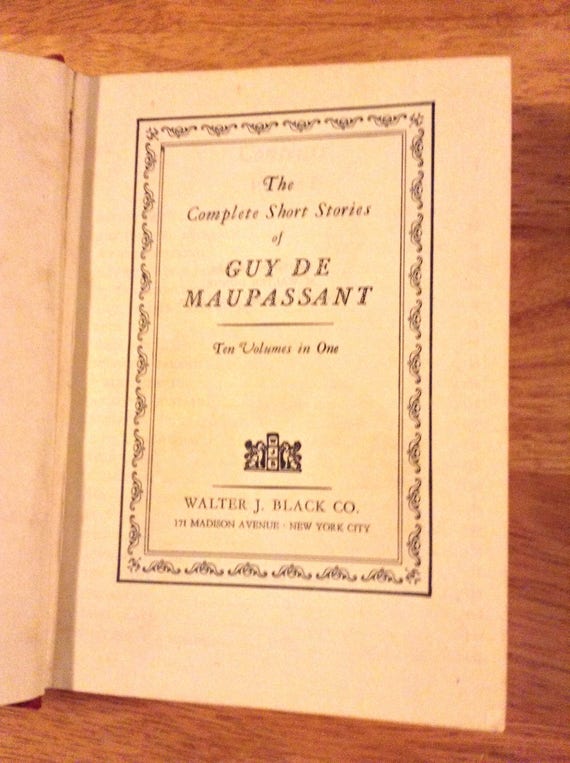 The
Complete Short Stories
of
GUY DE
MAUPASSANT
Ten Volumes in One
WALTER J. BLACK CO.
171 MADISON AVENUE · NEW YORK CITY